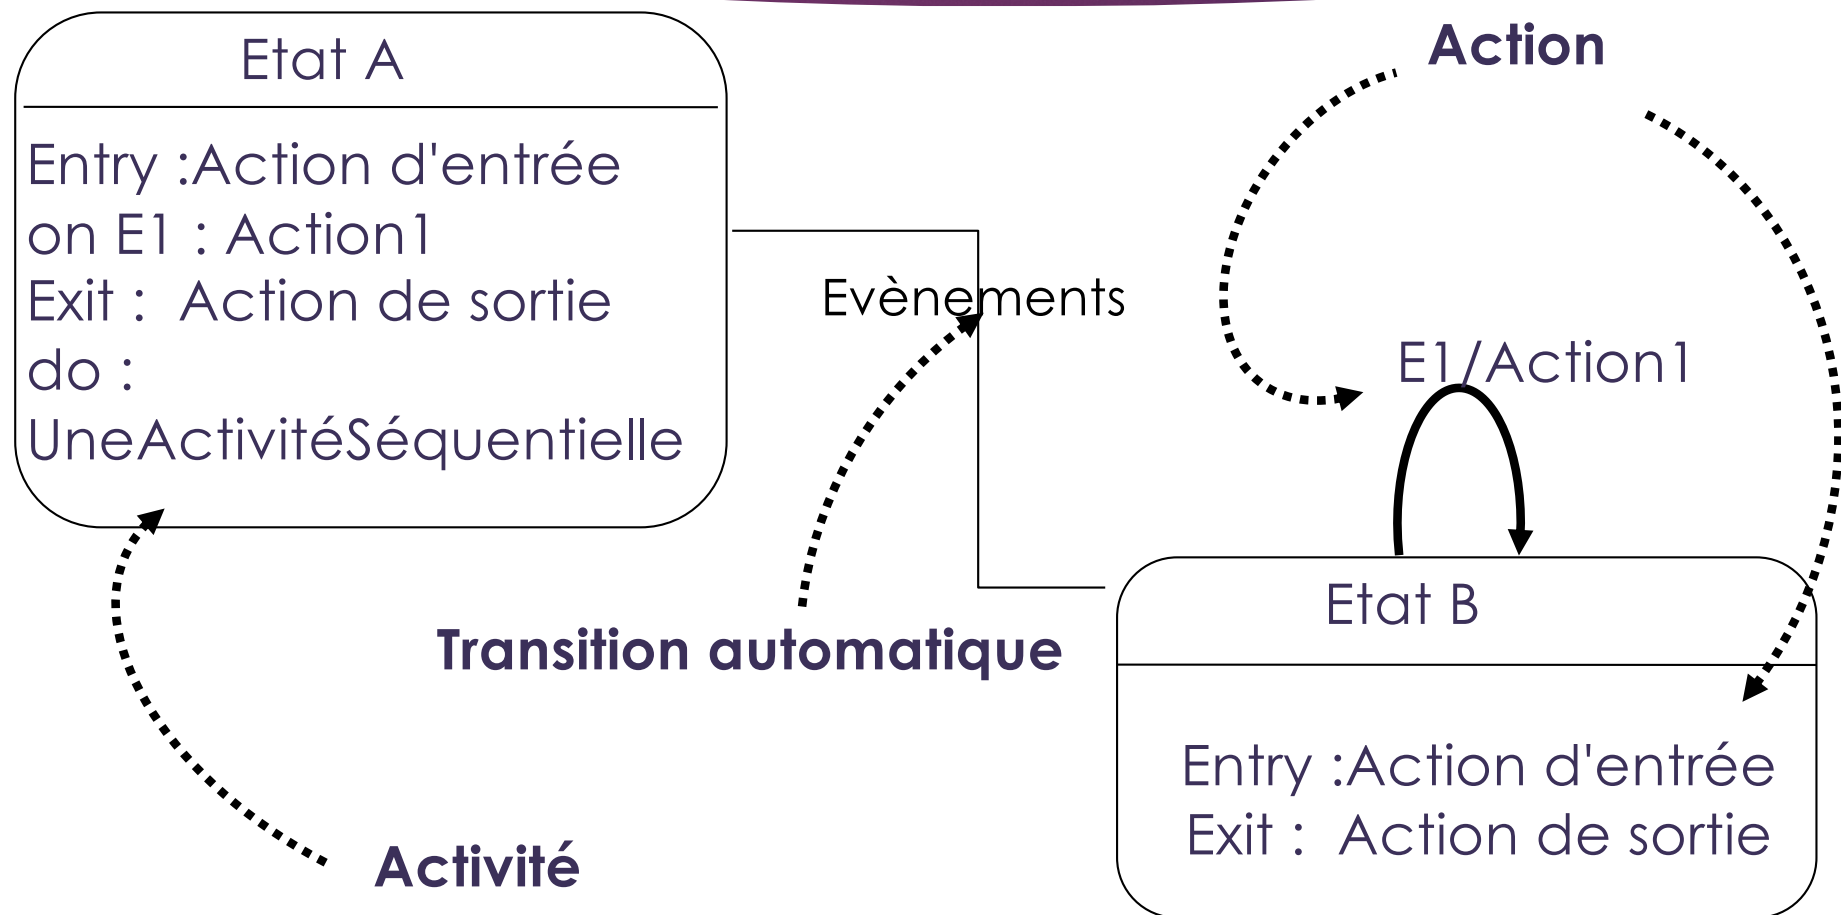 Etat A
Entry :Action d'entrée
on E1 : Action1
Exit :  Action de sortie
do :
UneActivitéSéquentielle
Evènements
Action
E1/Action1
Transition automatique
Etat B
Entry :Action d'entrée
Exit :  Action de sortie
Activité